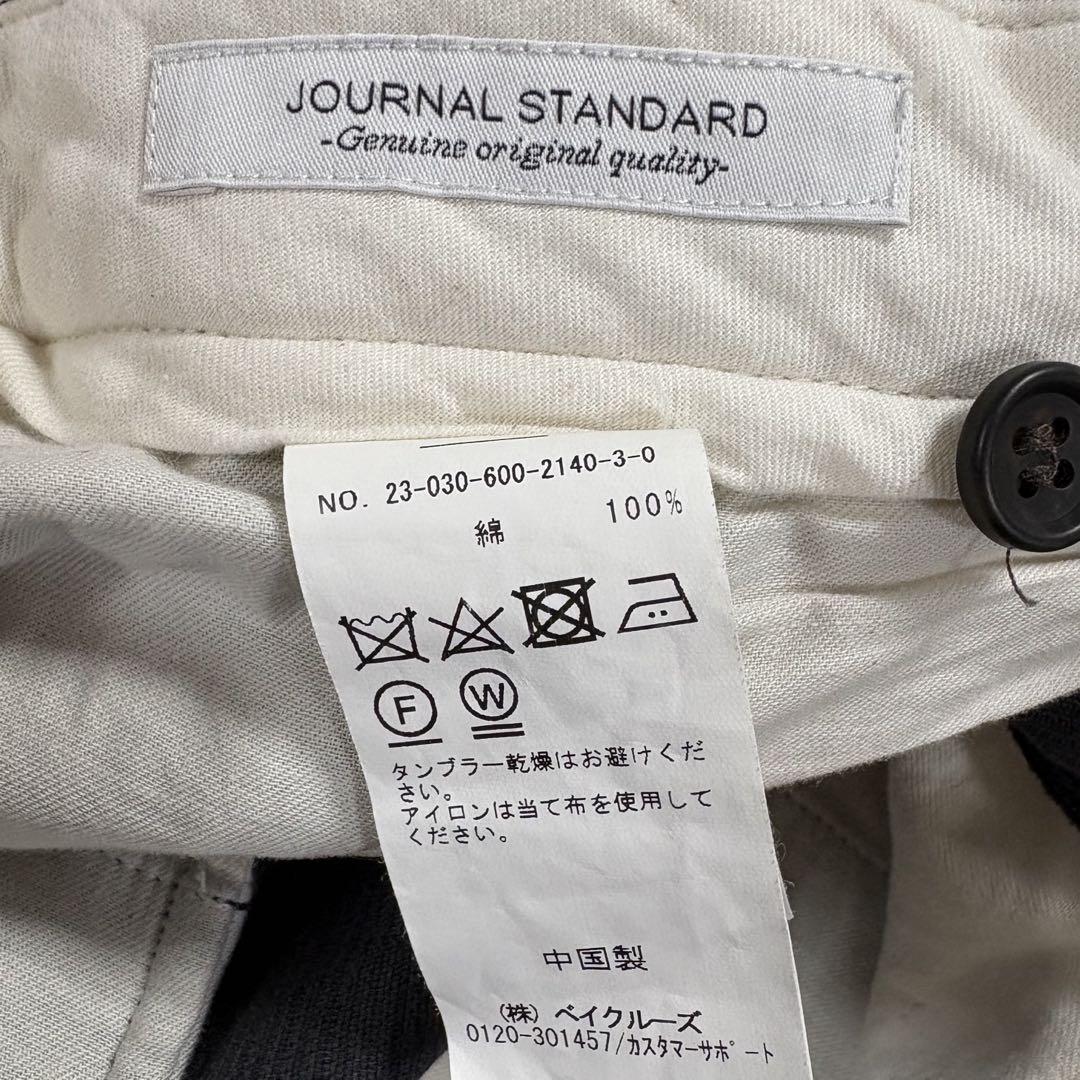 JOURNAL STANDARD
-Genuine original quality-
NO. 23-030-600-2140-3-0
綿 100%
F W
タンブラー乾燥はお避けくだ
さい。
アイロンは当て布を使用して
ください。
中国製
(株)ベイクルーズ
0120-301457/カスタマーサポート